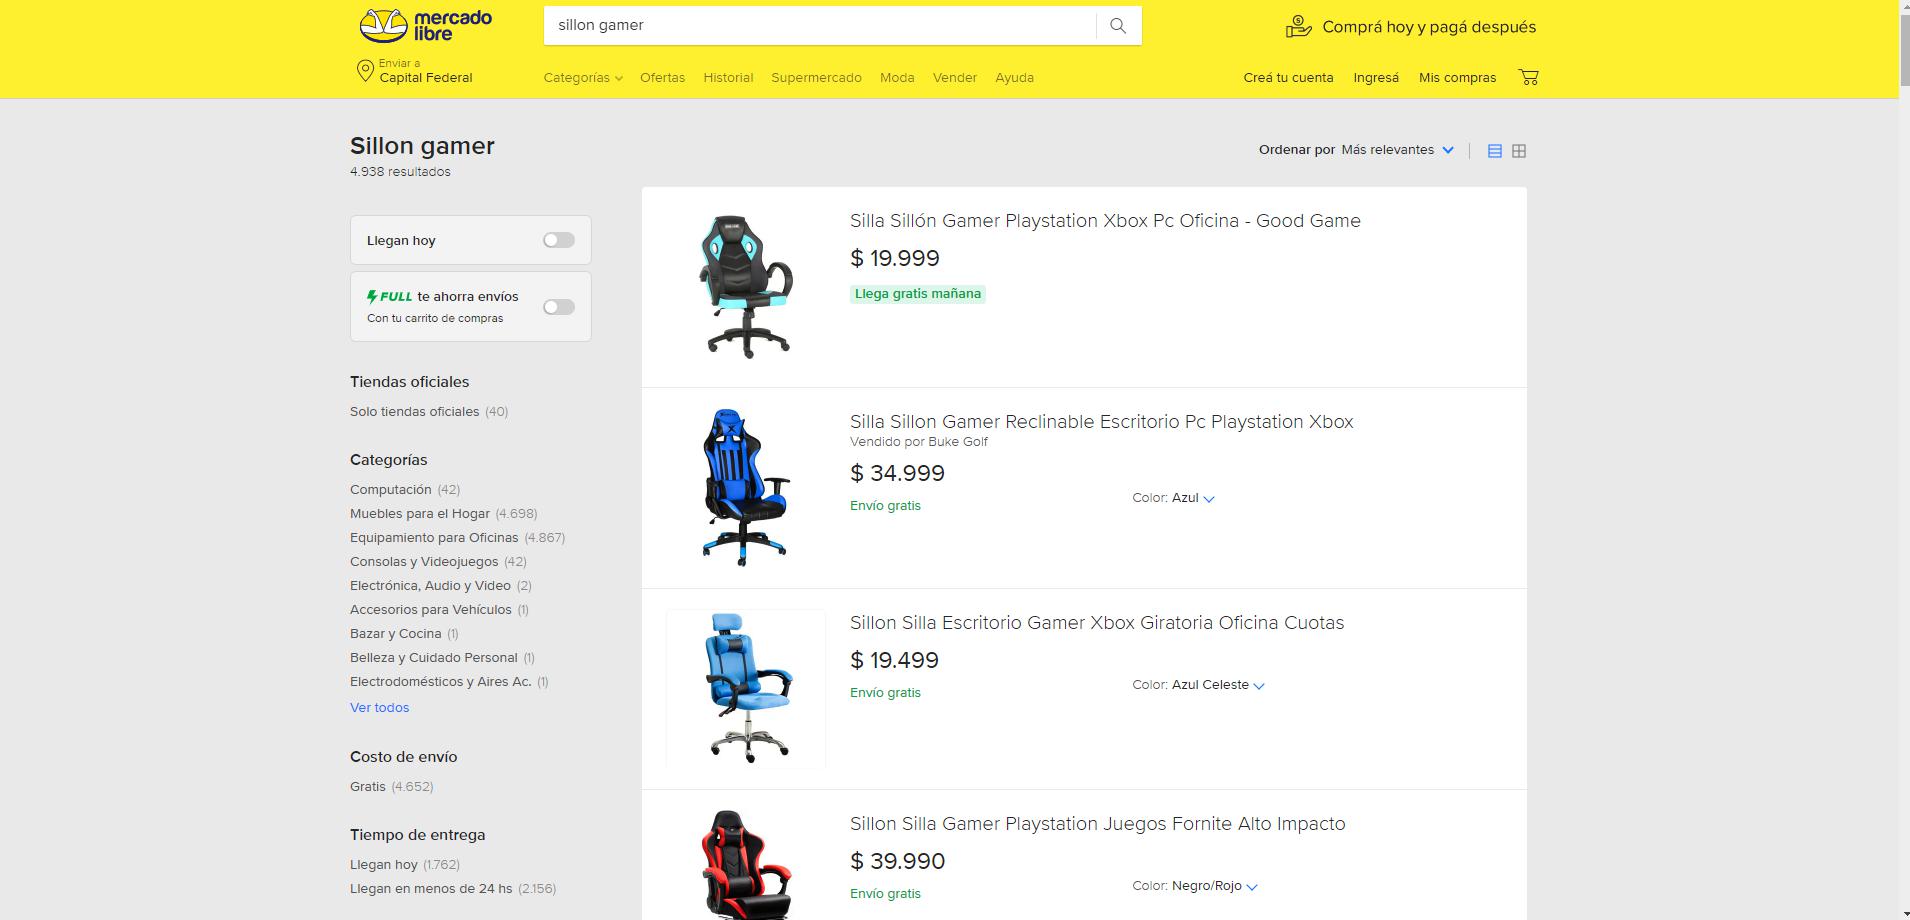 mercado
libre
sillon gamer
Comprá hoy y pagá después
Enviar a
Capital Federal
Categorías
Ofertas
Historial
Supermercado
Moda
Vender
Ayuda
Creá tu cuenta
Ingresá
Mis compras
Sillon gamer
4.938 resultados
Ordenar por Más relevantes
Llegan hoy
FULL te ahorra envíos
Con tu carrito de compras
Tiendas oficiales
Solo tiendas oficiales (40)
Categorías
Computación (42)
Muebles para el Hogar (4.698)
Equipamiento para Oficinas (4.867)
Consolas y Videojuegos (42)
Electrónica, Audio y Video (2)
Accesorios para Vehículos (1)
Bazar y Cocina (1)
Belleza y Cuidado Personal (1)
Electrodomésticos y Aires Ac. (1)
Ver todos
Costo de envío
Gratis (4.652)
Tiempo de entrega
Llegan hoy (1.762)
Llegan en menos de 24 hs (2.156)
Silla Sillón Gamer Playstation Xbox Pc Oficina - Good Game
$ 19.999
Llega gratis mañana
Silla Sillon Gamer Reclinable Escritorio Pc Playstation Xbox
Vendido por Buke Golf
$ 34.999
Envío gratis
Color: Azul
Sillon Silla Escritorio Gamer Xbox Giratoria Oficina Cuotas
$ 19.499
Envío gratis
Color: Azul Celeste
Sillon Silla Gamer Playstation Juegos Fornite Alto Impacto
$ 39.990
Envío gratis
Color: Negro/Rojo